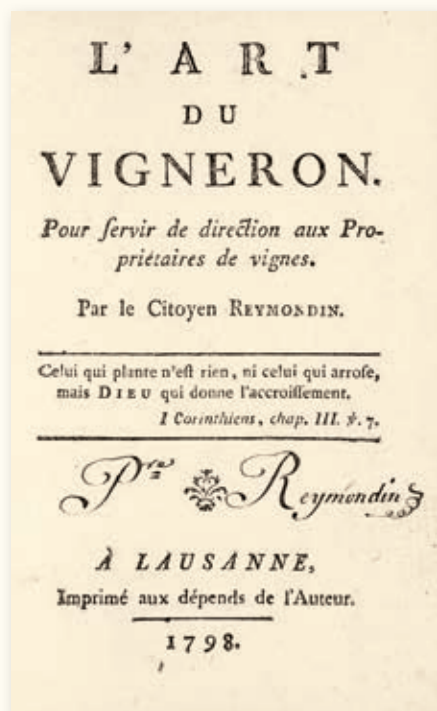 L' A R T
D U
VIGNERON.
Pour ſervir de direction aux Pro-
priétaires de vignes.
Par le Citoyen REYMONDIN.
Celui qui plante n'eſt rien, ni celui qui arroſe,
mais DIEU qui donne l'accroiſſement.
I Corinthiens, chap. III. ℣. 7.
Pre Reymondin
À LAUSANNE,
Imprimé aux dépends de l'Auteur.
1798.